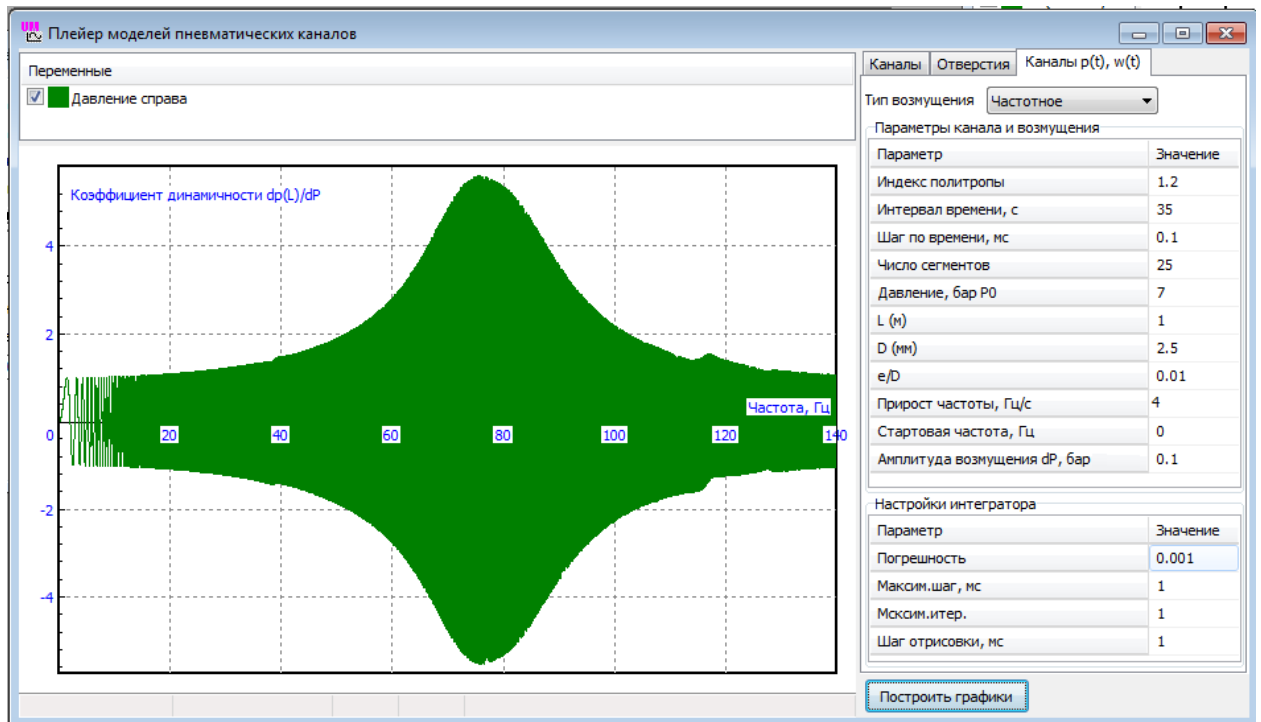 Плейер моделей пневматических каналов
Переменные
Давление справа
Коэффициент динамичности dp(L)/dP
4
2
0
-2
-4
20
40
60
80
100
120
140
Частота, Гц
Каналы
Отверстия
Каналы p(t), w(t)
Тип возмущения Частотное
Параметры канала и возмущения
Параметр Значение
Индекс политропы 1.2
Интервал времени, с 35
Шаг по времени, мс 0.1
Число сегментов 25
Давление, бар P0 7
L (м) 1
D (мм) 2.5
e/D 0.01
Прирост частоты, Гц/с 4
Стартовая частота, Гц 0
Амплитуда возмущения dP, бар 0.1
Настройки интегратора
Параметр Значение
Погрешность 0.001
Максим.шаг, мс 1
Мсксим.итер. 1
Шаг отрисовки, мс 1
Построить графики